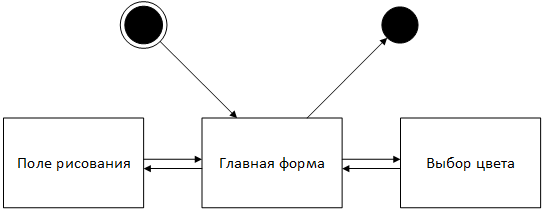 Поле рисования
Главная форма
Выбор цвета